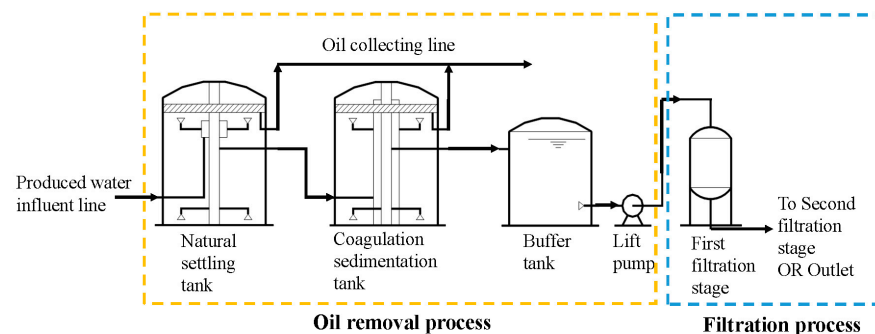 Oil collecting line
Produced water
influent line
Natural
settling
tank
Coagulation
sedimentation
tank
Buffer
tank
Lift
pump
First
filtration
stage
To Second
filtration
stage
OR Outlet
Oil removal process
Filtration process